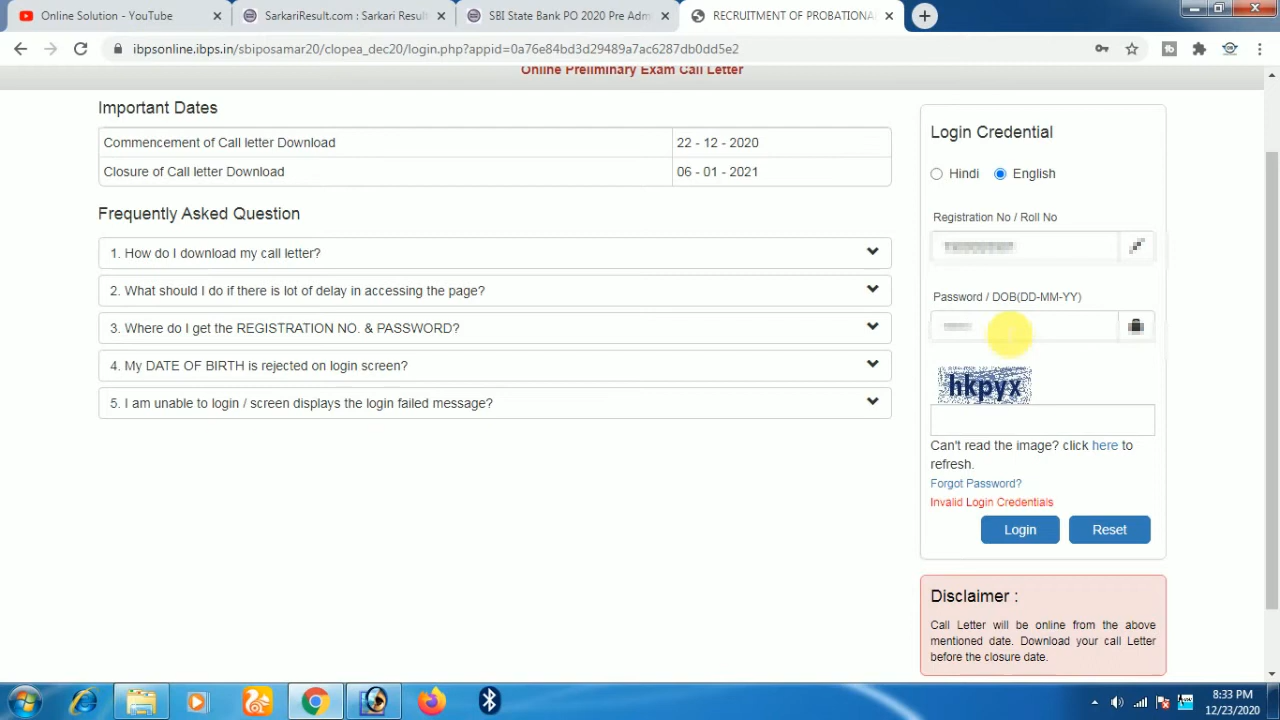 Online Solution - YouTube
SarkariResult.com : Sarkari Resul
SBI State Bank PO 2020 Pre Adm
RECRUITMENT OF PROBATIONA
ibpsonline.ibps.in/sbiposamar20/clopea_dec20/login.php?appid=0a76e84bd3d29489a7ac6287db0dd5e2
Online Preliminary Exam Call Letter
Important Dates
Commencement of Call letter Download 22 - 12 - 2020
Closure of Call letter Download 06 - 01 - 2021
Frequently Asked Question
1. How do I download my call letter?
2. What should I do if there is lot of delay in accessing the page?
3. Where do I get the REGISTRATION NO. & PASSWORD?
4. My DATE OF BIRTH is rejected on login screen?
5. I am unable to login / screen displays the login failed message?
Login Credential
Hindi English
Registration No / Roll No
Password / DOB(DD-MM-YY)
hkpyx
Can't read the image? click here to
refresh.
Forgot Password?
Invalid Login Credentials
Login Reset
Disclaimer :
Call Letter will be online from the above
mentioned date. Download your call Letter
before the closure date.
8:33 PM
12/23/2020